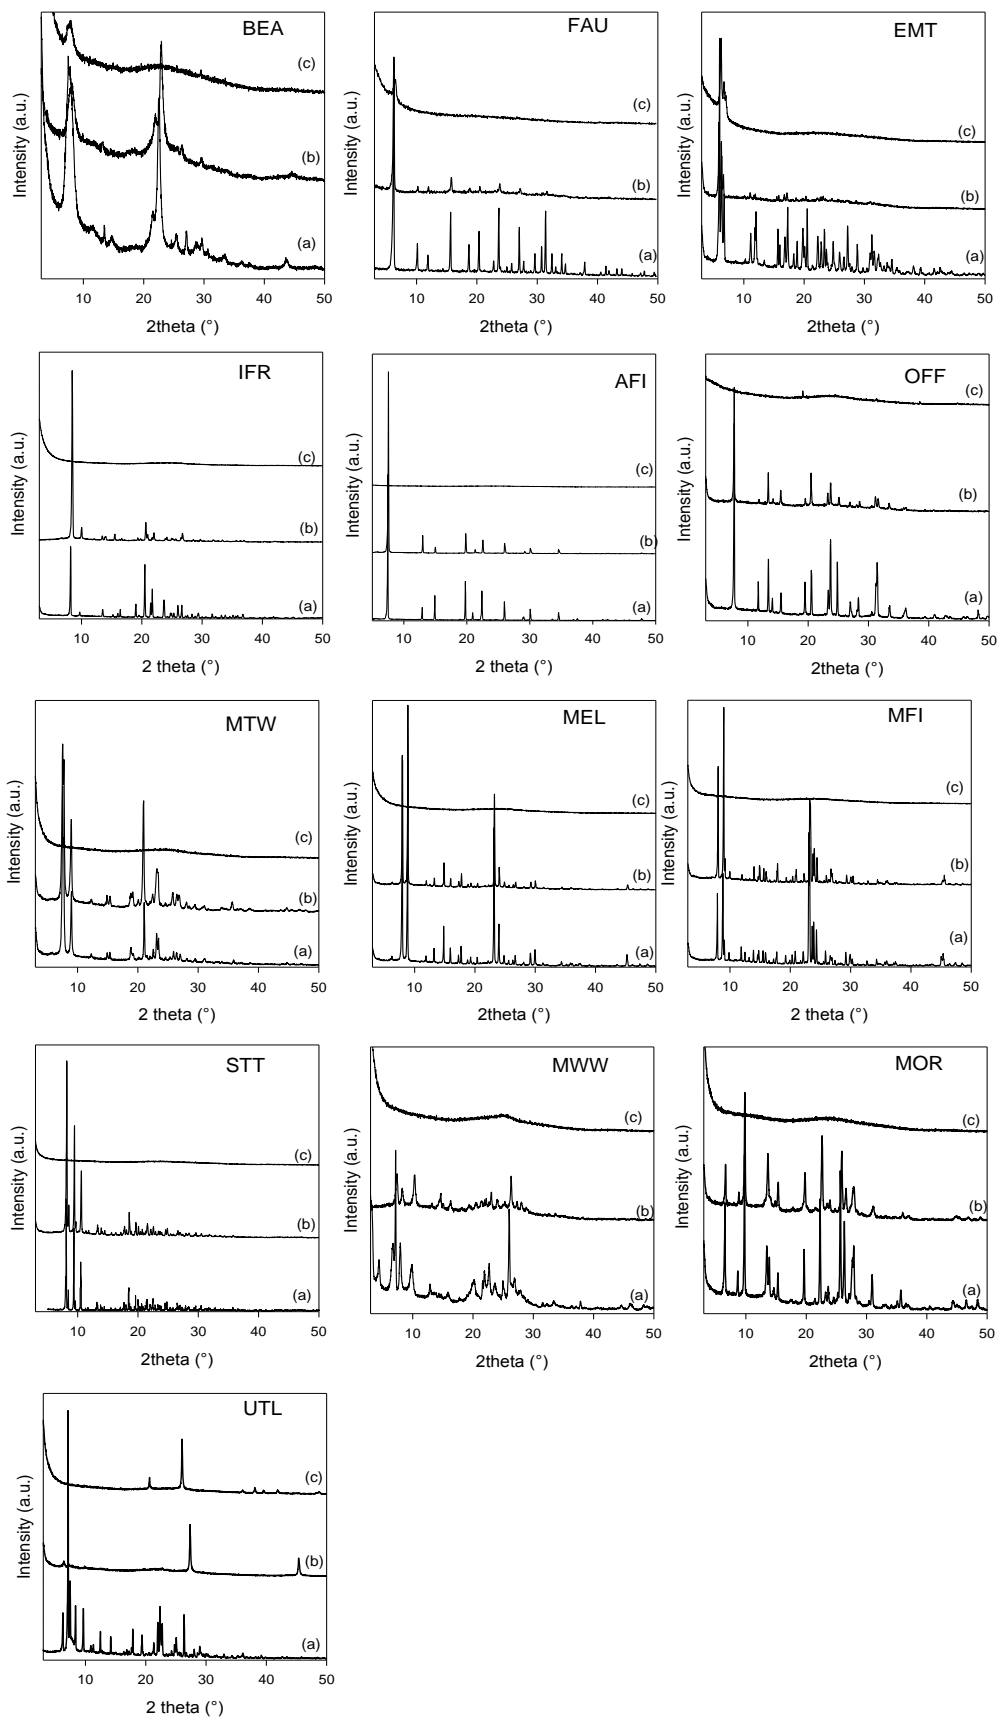 BEA
(c)
(b)
(a)
Intensity (a.u.)
10 20 30 40 50
2theta (°)
FAU
(c)
(b)
(a)
Intensity (a.u.)
10 20 30 40 50
2theta (°)
EMT
(c)
(b)
(a)
Intensity (a.u.)
10 20 30 40 50
2theta (°)
IFR
(c)
(b)
(a)
Intensity (a.u.)
10 20 30 40 50
2 theta (°)
AFI
(c)
(b)
(a)
Intensity (a.u.)
10 20 30 40 50
2 theta (°)
OFF
(c)
(b)
(a)
Intensity (a.u.)
10 20 30 40 50
2theta (°)
MTW
(c)
(b)
(a)
Intensity (a.u.)
10 20 30 40 50
2 theta (°)
MEL
(c)
(b)
(a)
Intensity (a.u.)
10 20 30 40 50
2theta (°)
MFI
(c)
(b)
(a)
Intensity (a.u.)
10 20 30 40 50
2 theta (°)
STT
(c)
(b)
(a)
Intensity (a.u.)
10 20 30 40 50
2theta (°)
MWW
(c)
(b)
(a)
Intensity (a.u.)
10 20 30 40 50
2theta (°)
MOR
(c)
(b)
(a)
Intensity (a.u.)
10 20 30 40 50
2theta (°)
UTL
(c)
(b)
(a)
Intensity (a.u.)
10 20 30 40 50
2 theta (°)